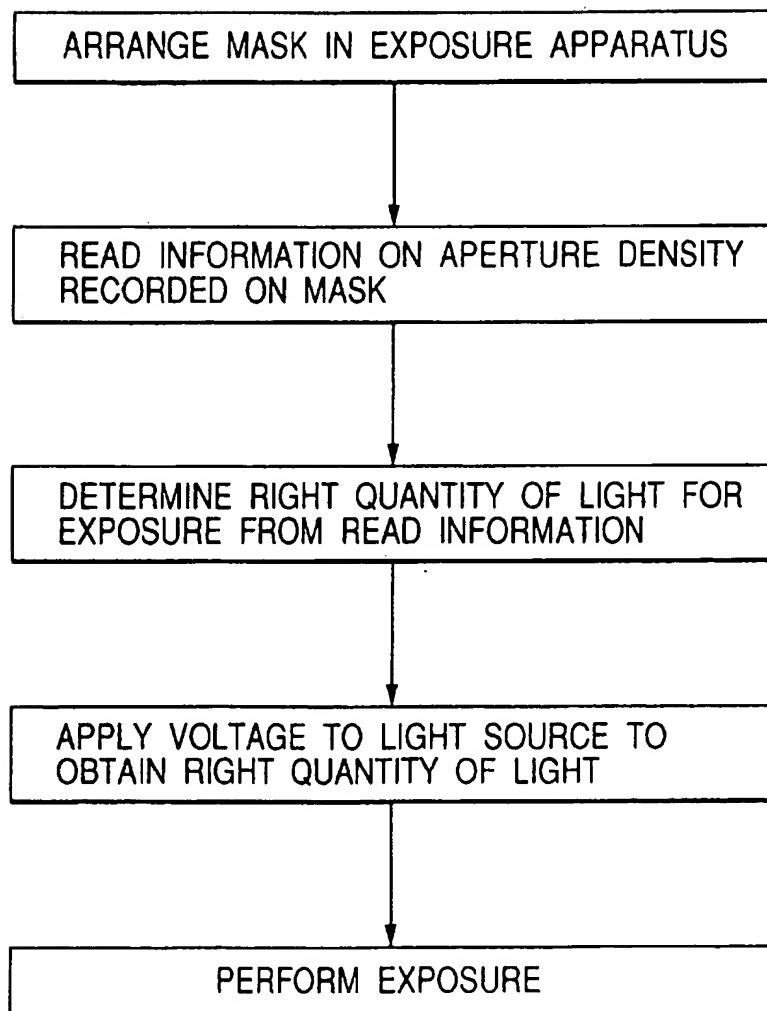 ARRANGE MASK IN EXPOSURE APPARATUS
READ INFORMATION ON APERTURE DENSITY
RECORDED ON MASK
DETERMINE RIGHT QUANTITY OF LIGHT FOR
EXPOSURE FROM READ INFORMATION
APPLY VOLTAGE TO LIGHT SOURCE TO
OBTAIN RIGHT QUANTITY OF LIGHT
PERFORM EXPOSURE